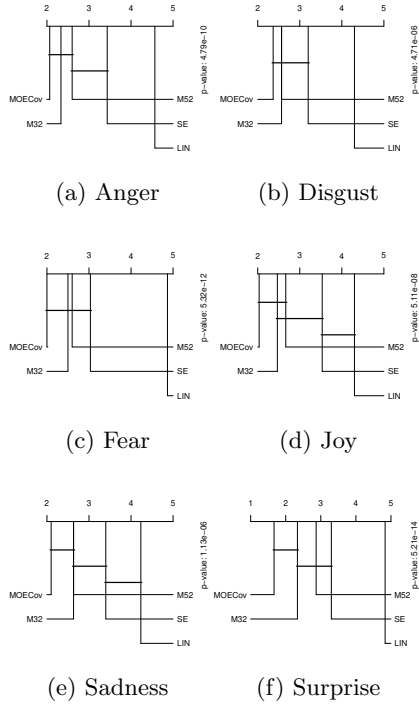 2 3 4 5
p-value: 4.79e-10
MOECov M52
M32 SE
LIN
(a) Anger
2 3 4 5
p-value: 4.71e-06
MOECov M52
M32 SE
LIN
(b) Disgust
2 3 4 5
p-value: 5.32e-12
MOECov M52
M32 SE
LIN
(c) Fear
2 3 4 5
p-value: 5.11e-08
MOECov M52
M32 SE
LIN
(d) Joy
2 3 4 5
p-value: 1.13e-06
MOECov M52
M32 SE
LIN
(e) Sadness
1 2 3 4 5
p-value: 5.21e-14
MOECov M52
M32 SE
LIN
(f) Surprise